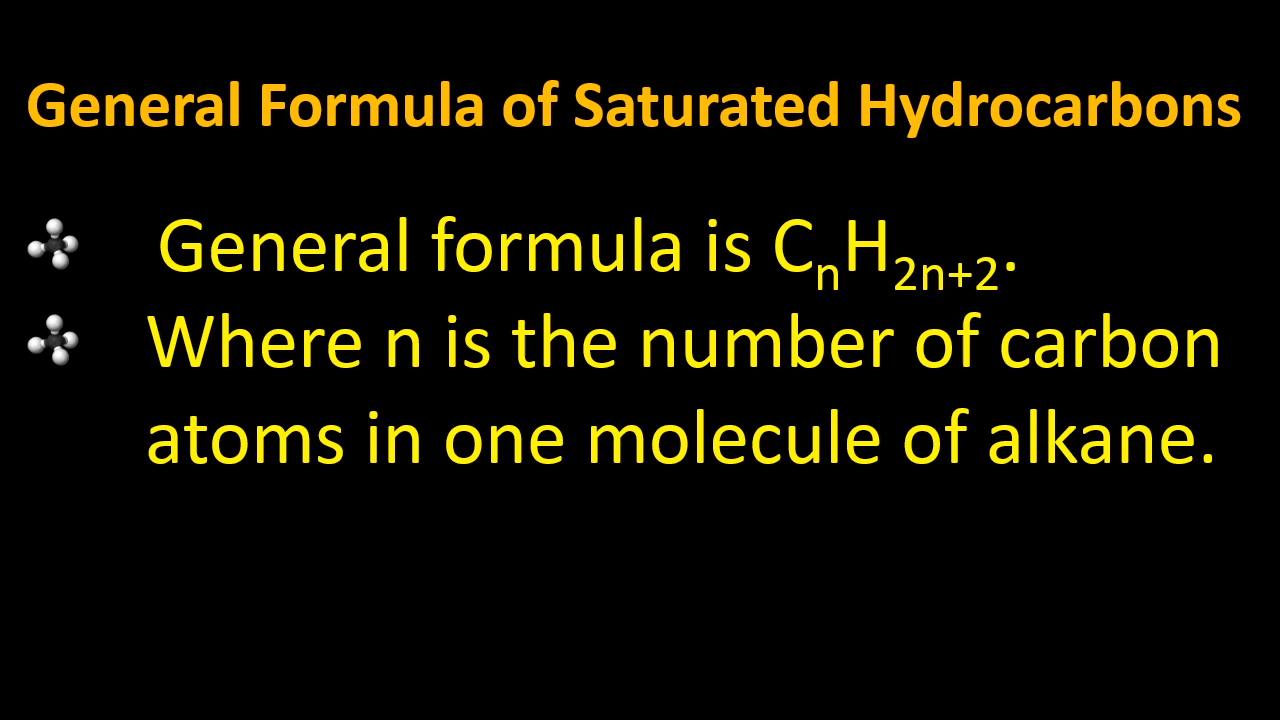 General Formula of Saturated Hydrocarbons
General formula is CₙH₂ₙ₊₂.
Where n is the number of carbon
atoms in one molecule of alkane.